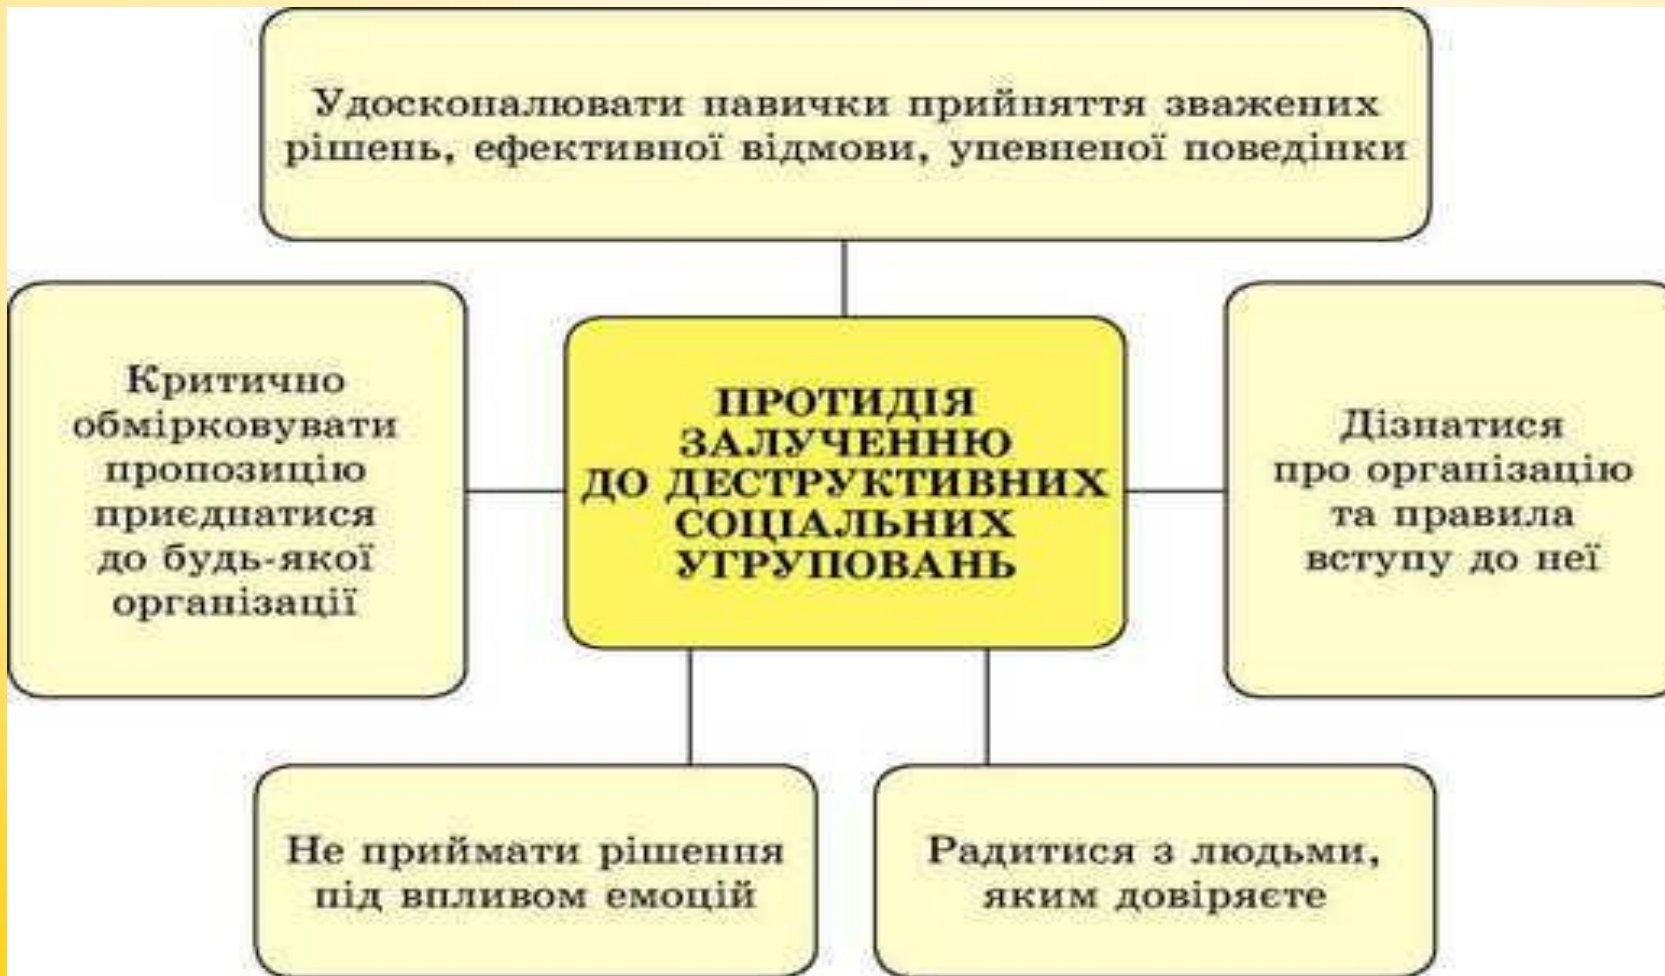 Удосконалювати навички прийняття зважених
рішень, ефективної відмови, упевненої поведінки
Критично
обмірковувати
пропозицію
приєднатися
до будь-якої
організації
ПРОТИДІЯ
ЗАЛУЧЕННЮ
ДО ДЕСТРУКТИВНИХ
СОЦІАЛЬНИХ
УГРУПОВАНЬ
Дізнатися
про організацію
та правила
вступу до неї
Не приймати рішення
під впливом емоцій
Радитися з людьми,
яким довіряєте